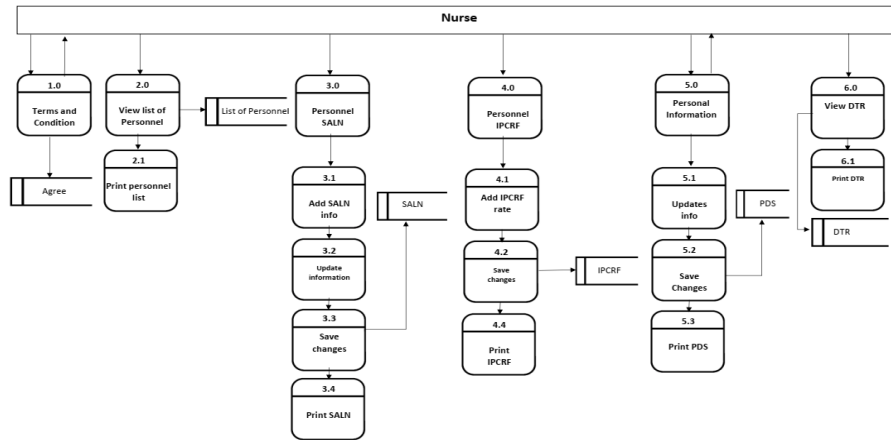 Nurse
1.0
Terms and
Condition
Agree
2.0
View list of
Personnel
List of Personnel
2.1
Print personnel
list
3.0
Personnel
SALN
3.1
Add SALN
info
3.2
Update
information
3.3
Save
changes
SALN
3.4
Print SALN
4.0
Personnel
IPCRF
4.1
Add IPCRF
rate
4.2
Save
changes
IPCRF
4.4
Print
IPCRF
5.0
Personal
Information
5.1
Updates
info
5.2
Save
Changes
PDS
5.3
Print PDS
6.0
View DTR
6.1
Print DTR
DTR